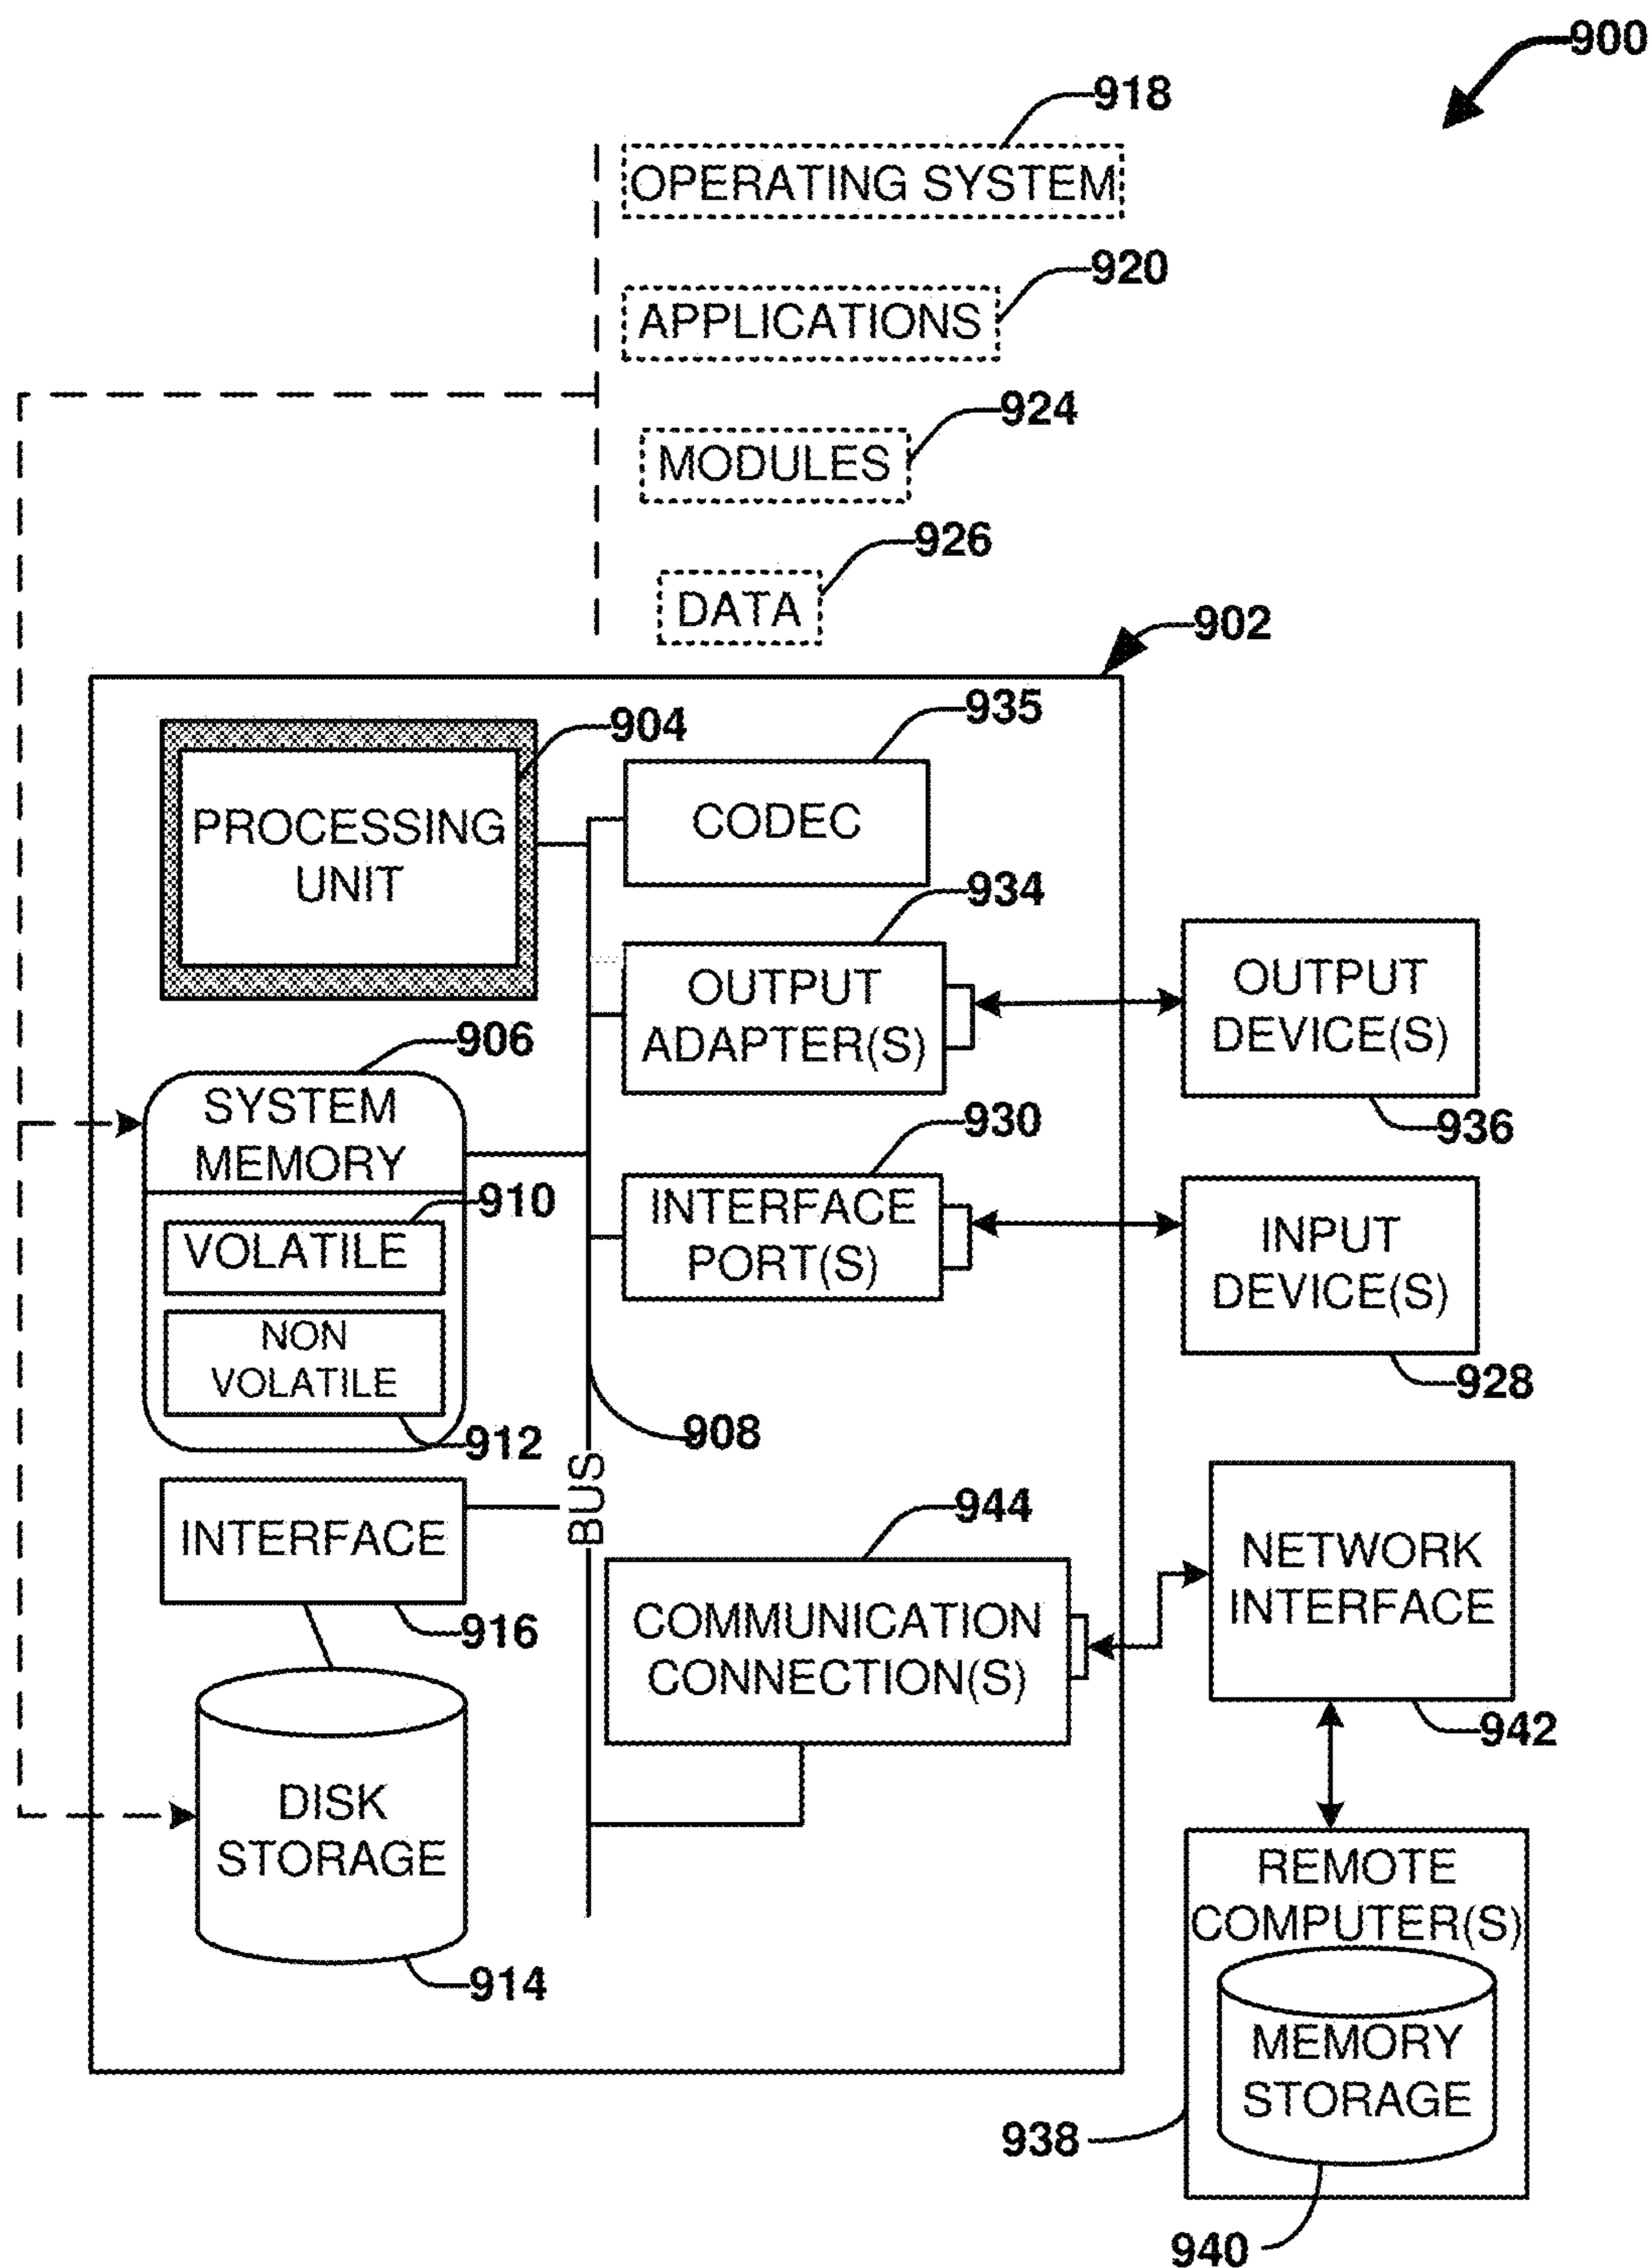 900
918
OPERATING SYSTEM
920
APPLICATIONS
924
MODULES
926
DATA
902
904
PROCESSING
UNIT
935
CODEC
934
OUTPUT
ADAPTER(S)
OUTPUT
DEVICE(S)
936
906
SYSTEM
MEMORY
910
VOLATILE
NON
VOLATILE
912
930
INTERFACE
PORT(S)
INPUT
DEVICE(S)
928
908
BUS
INTERFACE
916
944
COMMUNICATION
CONNECTION(S)
NETWORK
INTERFACE
942
DISK
STORAGE
914
REMOTE
COMPUTER(S)
MEMORY
STORAGE
938
940